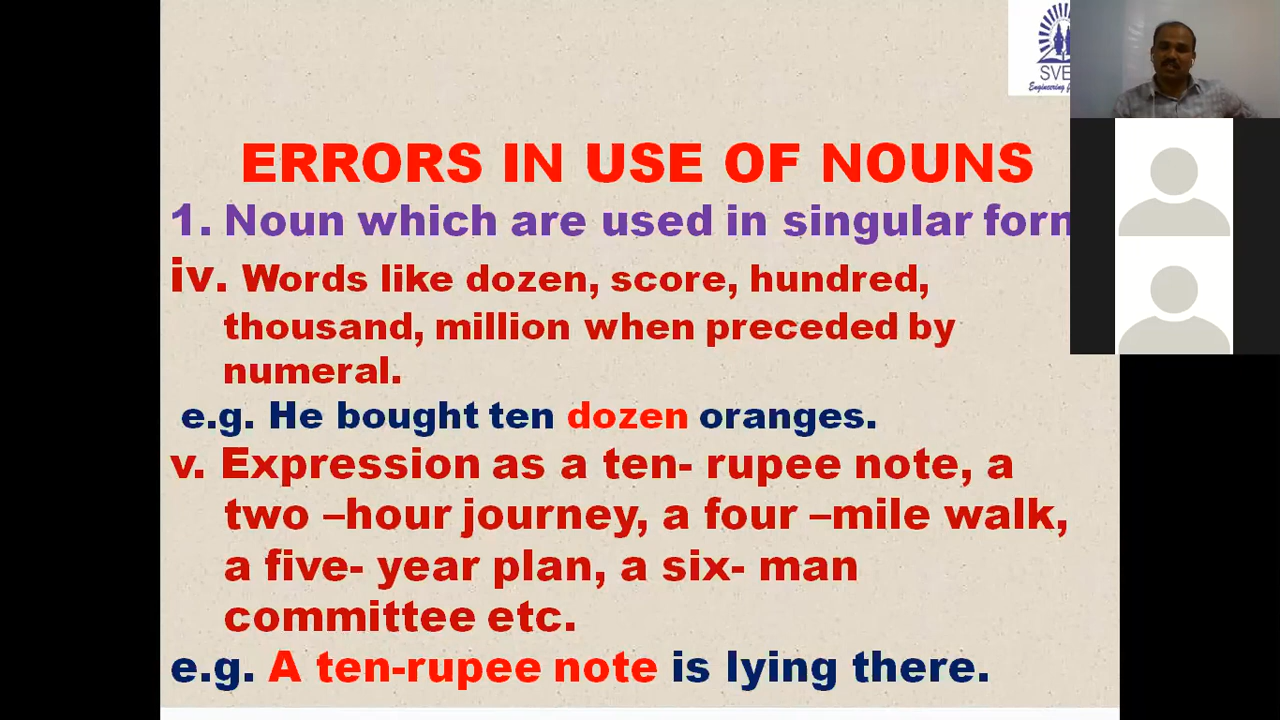 SVE
Engineering
ERRORS IN USE OF NOUNS
1. Noun which are used in singular
iv. Words like dozen, score, hundred,
thousand, million when preceded by
numeral.
e.g. He bought ten dozen oranges.
v. Expression as a ten- rupee note, a
two –hour journey, a four –mile walk,
a five- year plan, a six- man
committee etc.
e.g. A ten-rupee note is lying there.